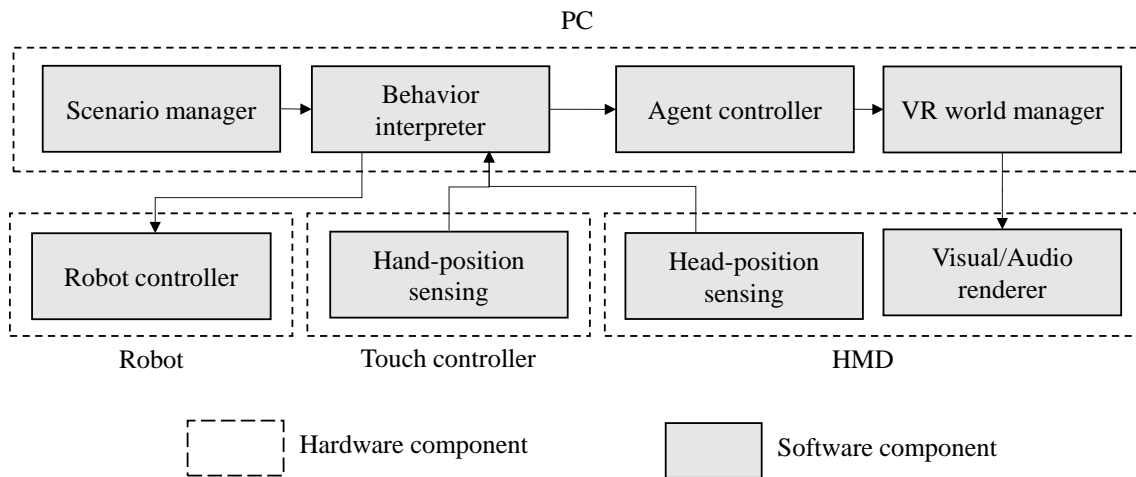 PC
Scenario manager
Behavior
interpreter
Agent controller
VR world manager
Robot controller
Hand-position
sensing
Head-position
sensing
Visual/Audio
renderer
Robot
Touch controller
HMD
Hardware component
Software component